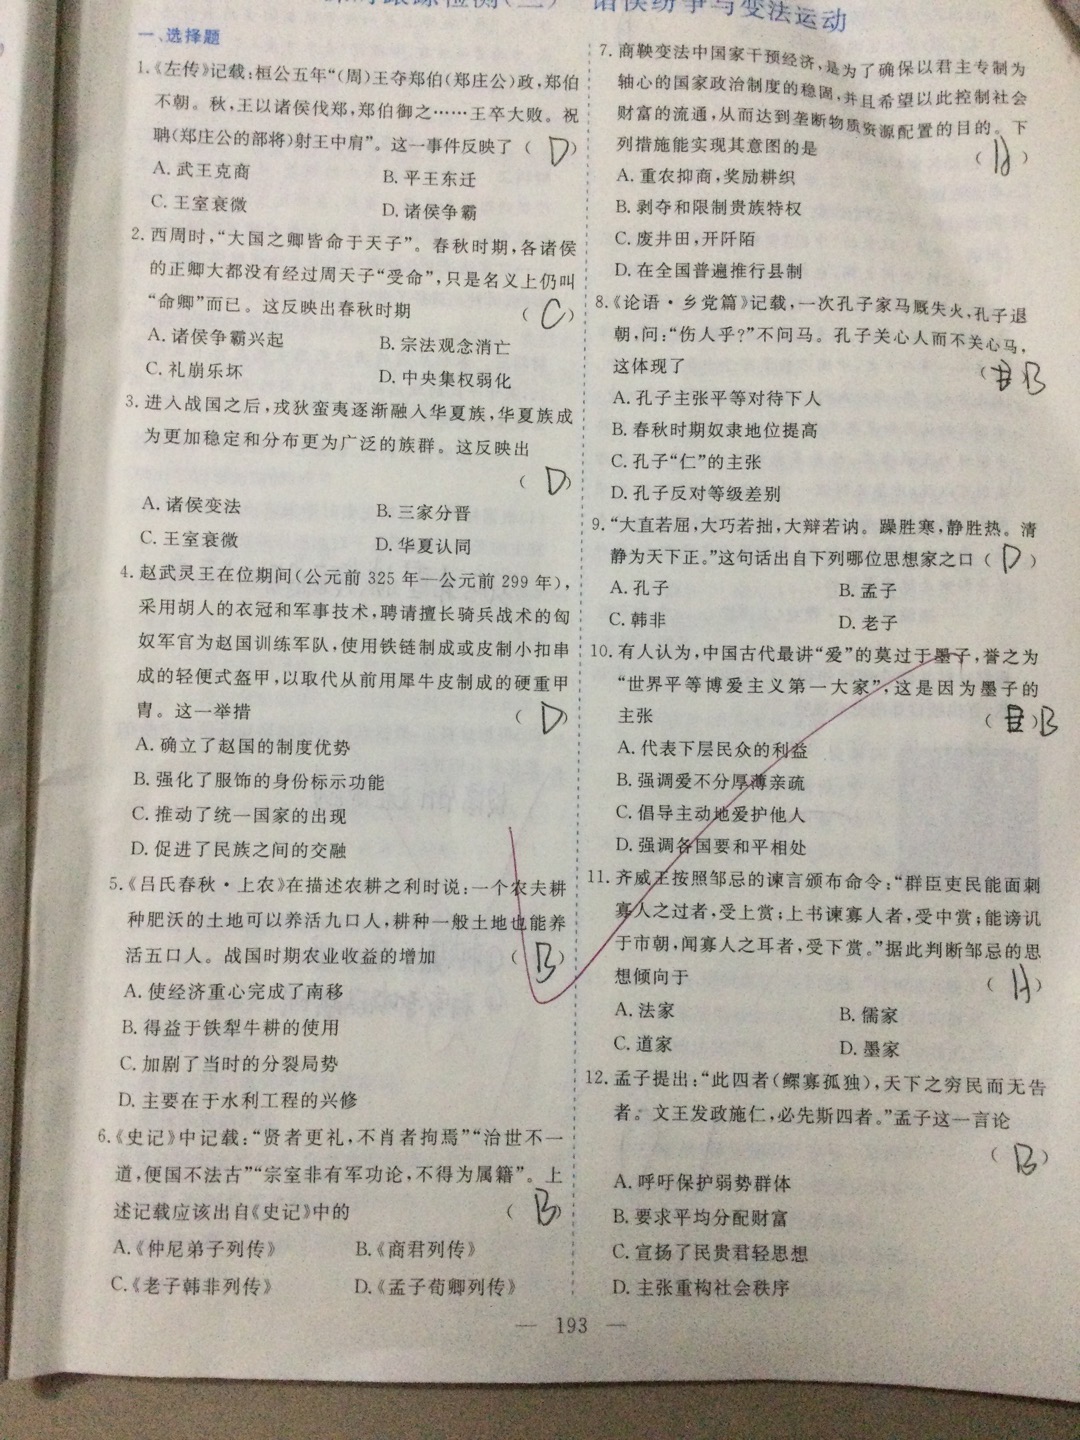 诸侯纷争与变法运动
一、选择题
1.《左传》记载:桓公五年“(周)王夺郑伯(郑庄公)政,郑伯
不朝。秋,王以诸侯伐郑,郑伯御之……王卒大败。祝
聃(郑庄公的部将)射王中肩”。这一事件反映了 ( D )
A. 武王克商 B. 平王东迁
C. 王室衰微 D. 诸侯争霸
2. 西周时,“大国之卿皆命于天子”。春秋时期,各诸侯
的正卿大都没有经过周天子“受命”,只是名义上仍叫
“命卿”而已。这反映出春秋时期 ( C )
A. 诸侯争霸兴起 B. 宗法观念消亡
C. 礼崩乐坏 D. 中央集权弱化
3. 进入战国之后,戎狄蛮夷逐渐融入华夏族,华夏族成
为更加稳定和分布更为广泛的族群。这反映出
( D )
A. 诸侯变法 B. 三家分晋
C. 王室衰微 D. 华夏认同
4. 赵武灵王在位期间(公元前 325 年—公元前 299 年),
采用胡人的衣冠和军事技术,聘请擅长骑兵战术的匈
奴军官为赵国训练军队,使用铁链制成或皮制小扣串
成的轻便式盔甲,以取代从前用犀牛皮制成的硬重甲
胄。这一举措 ( D )
A. 确立了赵国的制度优势
B. 强化了服饰的身份标示功能
C. 推动了统一国家的出现
D. 促进了民族之间的交融
5.《吕氏春秋·上农》在描述农耕之利时说:一个农夫耕
种肥沃的土地可以养活九口人,耕种一般土地也能养
活五口人。战国时期农业收益的增加 ( B )
A. 使经济重心完成了南移
B. 得益于铁犁牛耕的使用
C. 加剧了当时的分裂局势
D. 主要在于水利工程的兴修
6.《史记》中记载:“贤者更礼,不肖者拘焉”“治世不一
道,便国不法古”“宗室非有军功论,不得为属籍”。上
述记载应该出自《史记》中的 ( B )
A.《仲尼弟子列传》 B.《商君列传》
C.《老子韩非列传》 D.《孟子荀卿列传》
7. 商鞅变法中国家干预经济,是为了确保以君主专制为
轴心的国家政治制度的稳固,并且希望以此控制社会
财富的流通,从而达到垄断物质资源配置的目的。下
列措施能实现其意图的是 ( A )
A. 重农抑商,奖励耕织
B. 剥夺和限制贵族特权
C. 废井田,开阡陌
D. 在全国普遍推行县制
8.《论语·乡党篇》记载,一次孔子家马厩失火,孔子退
朝,问:“伤人乎?”不问马。孔子关心人而不关心马,
这体现了 ( B
A. 孔子主张平等对待下人
B. 春秋时期奴隶地位提高
C. 孔子“仁”的主张
D. 孔子反对等级差别
9. “大直若屈,大巧若拙,大辩若讷。躁胜寒,静胜热。清
静为天下正。”这句话出自下列哪位思想家之口 ( D )
A. 孔子 B. 孟子
C. 韩非 D. 老子
10. 有人认为,中国古代最讲“爱”的莫过于墨子,誉之为
“世界平等博爱主义第一大家”,这是因为墨子的
主张 ( ) B
A. 代表下层民众的利益
B. 强调爱不分厚薄亲疏
C. 倡导主动地爱护他人
D. 强调各国要和平相处
11. 齐威王按照邹忌的谏言颁布命令:“群臣吏民能面刺
寡人之过者,受上赏;上书谏寡人者,受中赏;能谤讥
于市朝,闻寡人之耳者,受下赏。”据此判断邹忌的思
想倾向于 ( A )
A. 法家 B. 儒家
C. 道家 D. 墨家
12. 孟子提出:“此四者(鳏寡孤独),天下之穷民而无告
者。文王发政施仁,必先斯四者。”孟子这一言论
( B )
A. 呼吁保护弱势群体
B. 要求平均分配财富
C. 宣扬了民贵君轻思想
D. 主张重构社会秩序
— 193 —